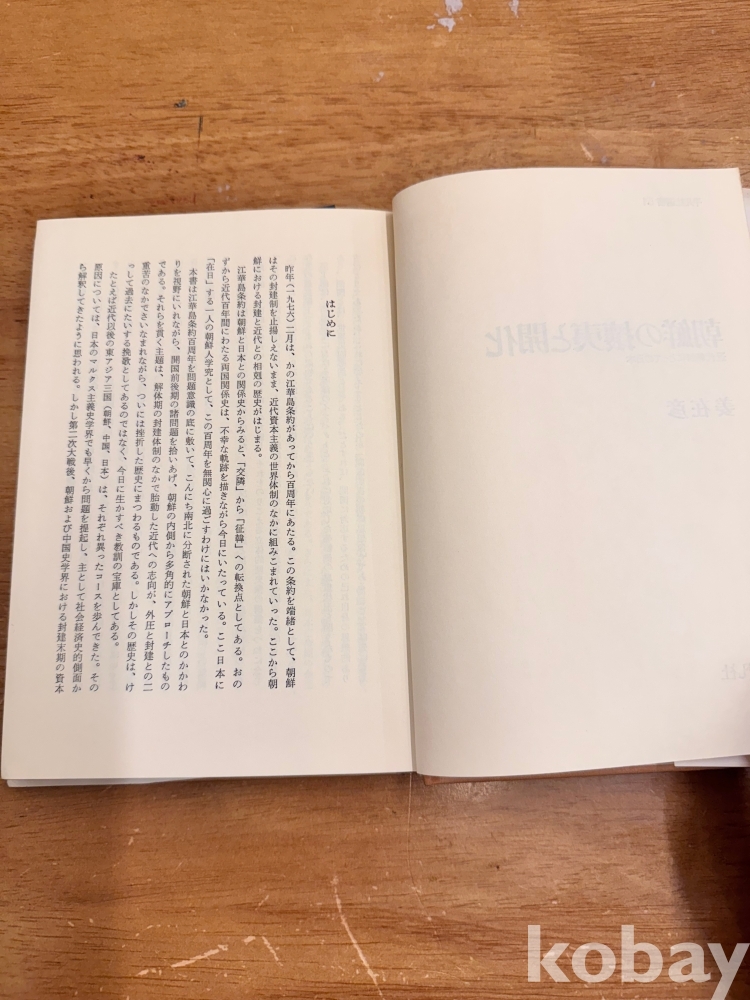 はじめに
昨年(一九七六)二月は、かの江華島条約があってから百周年にあたる。この条約を端緒として、朝鮮
はその封建制を止揚しえないまま、近代資本主義の世界体制のなかに組みこまれていった。ここから朝
鮮における封建と近代との相剋の歴史がはじまる。
江華島条約は朝鮮と日本との関係史からみると、「交隣」から「征韓」への転換点としてある。おの
ずから近代百年間にわたる両国関係史は、不幸な軌跡を描きながら今日にいたっている。ここ日本に
「在日」する一人の朝鮮人学究として、この百周年を無関心に過ごすわけにはいかなかった。
本書は江華島条約百周年を問題意識の底に敷いて、こんにち南北に分断された朝鮮と日本とのかかわ
りを視野にいれながら、開国前後期の諸問題を拾いあげ、朝鮮の内側から多角的にアプローチしたもの
である。それらを貫く主題は、解体期の封建体制のなかで胎動した近代への志向が、外圧と封建との二
重苦のなかでさいなまれながら、ついには挫折した歴史にまつわるものである。しかしその歴史は、け
っして過去にたいする挽歌としてあるのではなく、今日に生かすべき教訓の宝庫としてある。
たとえば近代以後の東アジア三国(朝鮮、中国、日本)は、それぞれ異ったコースを歩んできた。その
原因については、日本のマルクス主義史学界でも早くから問題を提起し、主として社会経済史的側面か
ら解釈してきたように思われる。しかし第二次大戦後、朝鮮および中国史学界における封建末期の資本
kobay